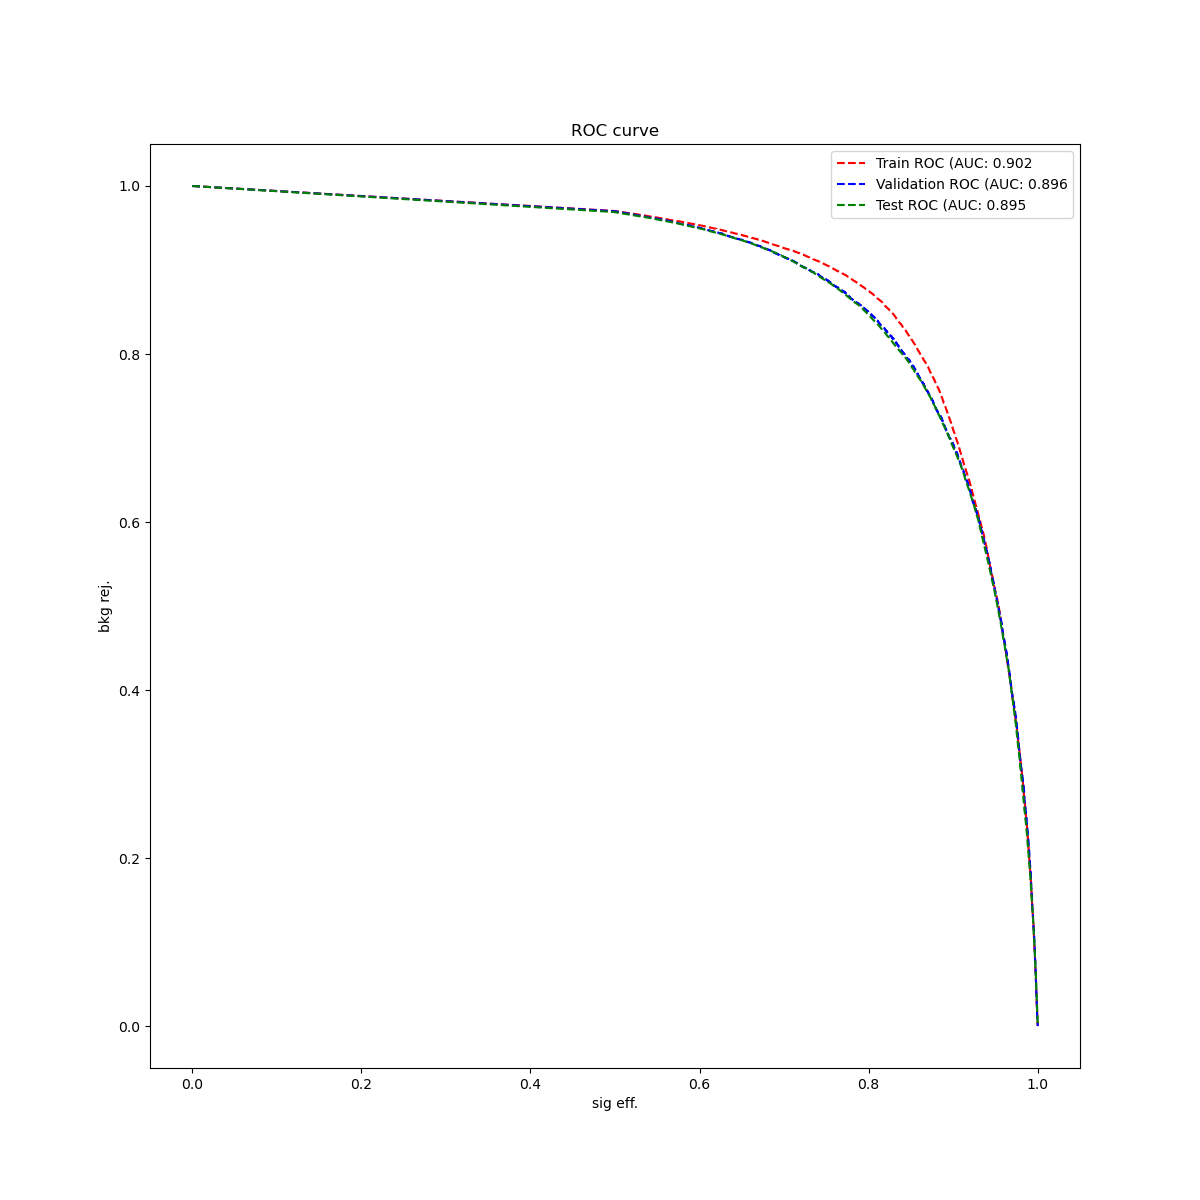 ROC curve
Train ROC (AUC: 0.902
Validation ROC (AUC: 0.896
Test ROC (AUC: 0.895
1.0
0.8
0.6
0.4
0.2
0.0
bkg rej.
0.0 0.2 0.4 0.6 0.8 1.0
sig eff.